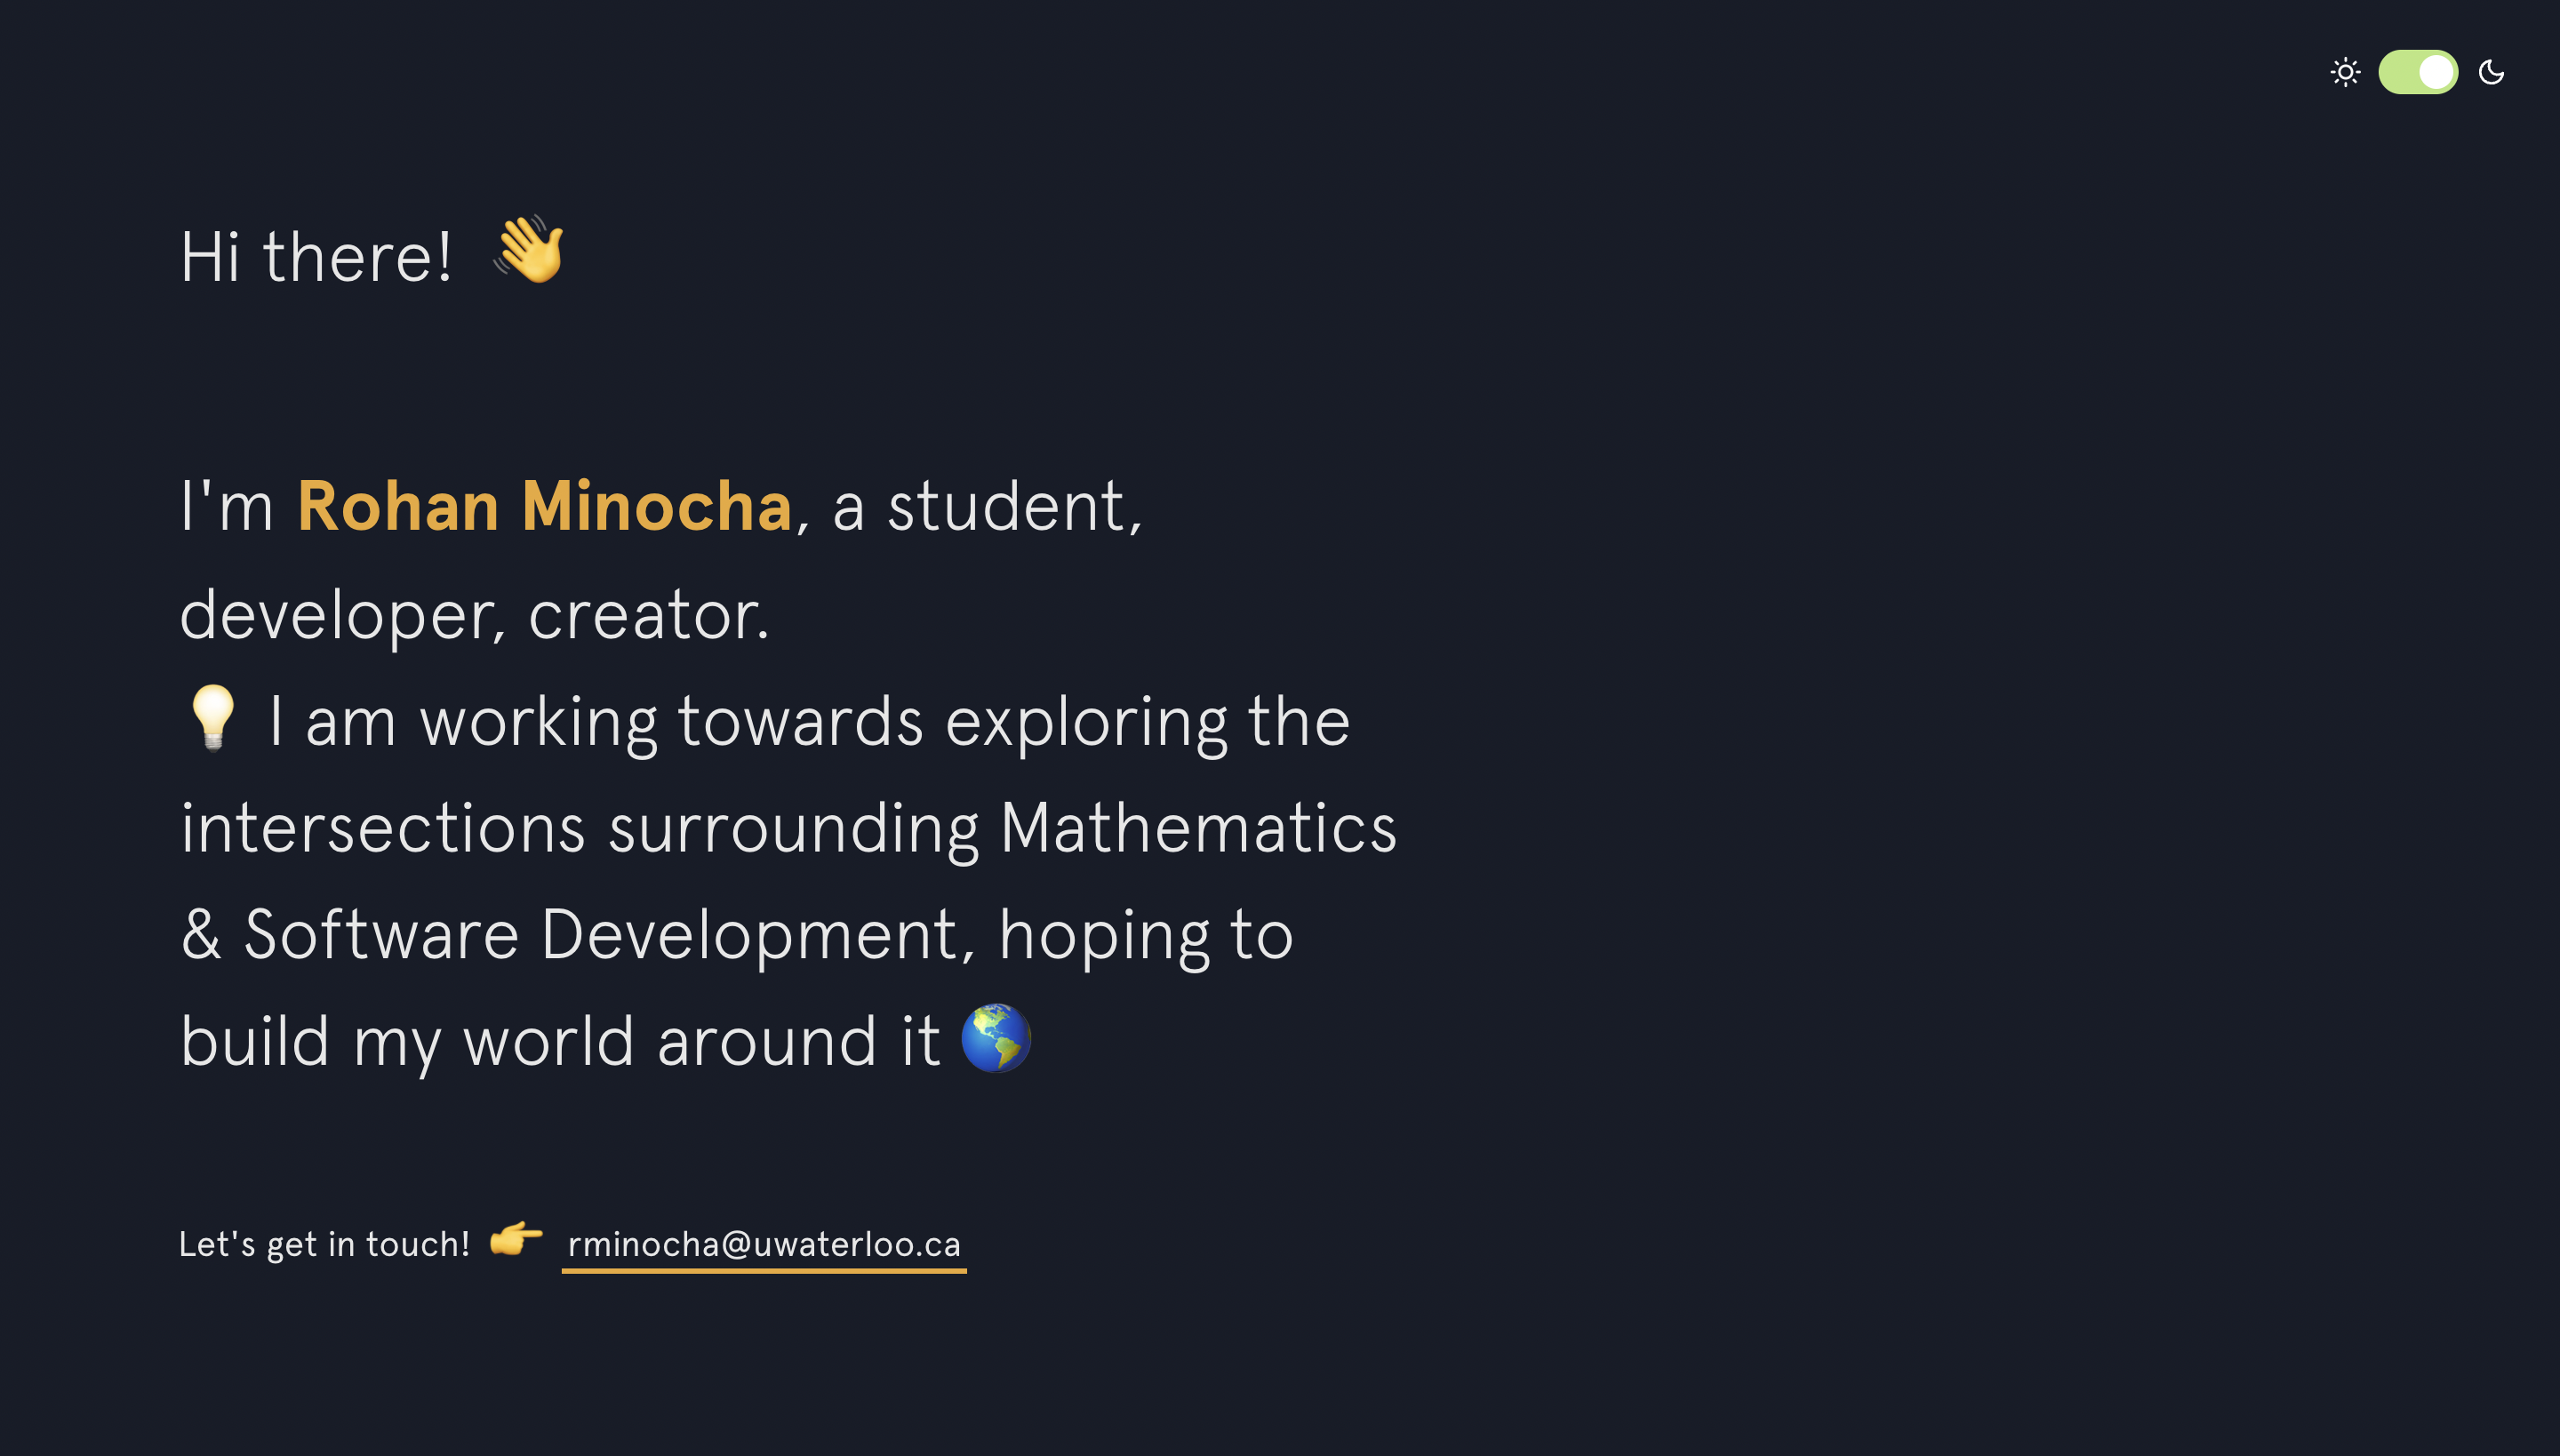 Hi there! 👋
I'm Rohan Minocha, a student,
developer, creator.
💡 I am working towards exploring the
intersections surrounding Mathematics
& Software Development, hoping to
build my world around it 🌎
Let's get in touch! 👉 rminocha@uwaterloo.ca